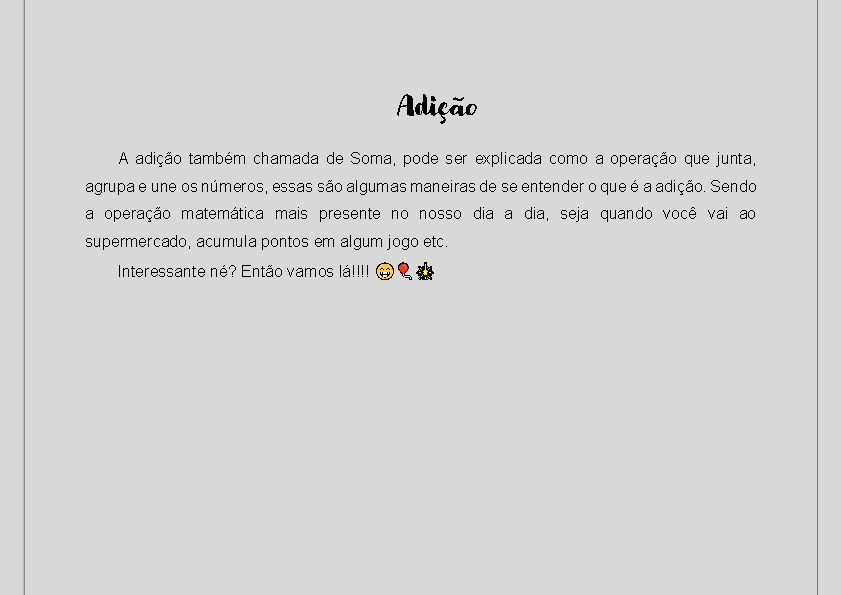 Adição
A adição também chamada de Soma, pode ser explicada como a operação que junta,
agrupa e une os números, essas são algumas maneiras de se entender o que é a adição. Sendo
a operação matemática mais presente no nosso dia a dia, seja quando você vai ao
supermercado, acumula pontos em algum jogo etc.
Interessante né? Então vamos lá!!!! 😁🎈🌟